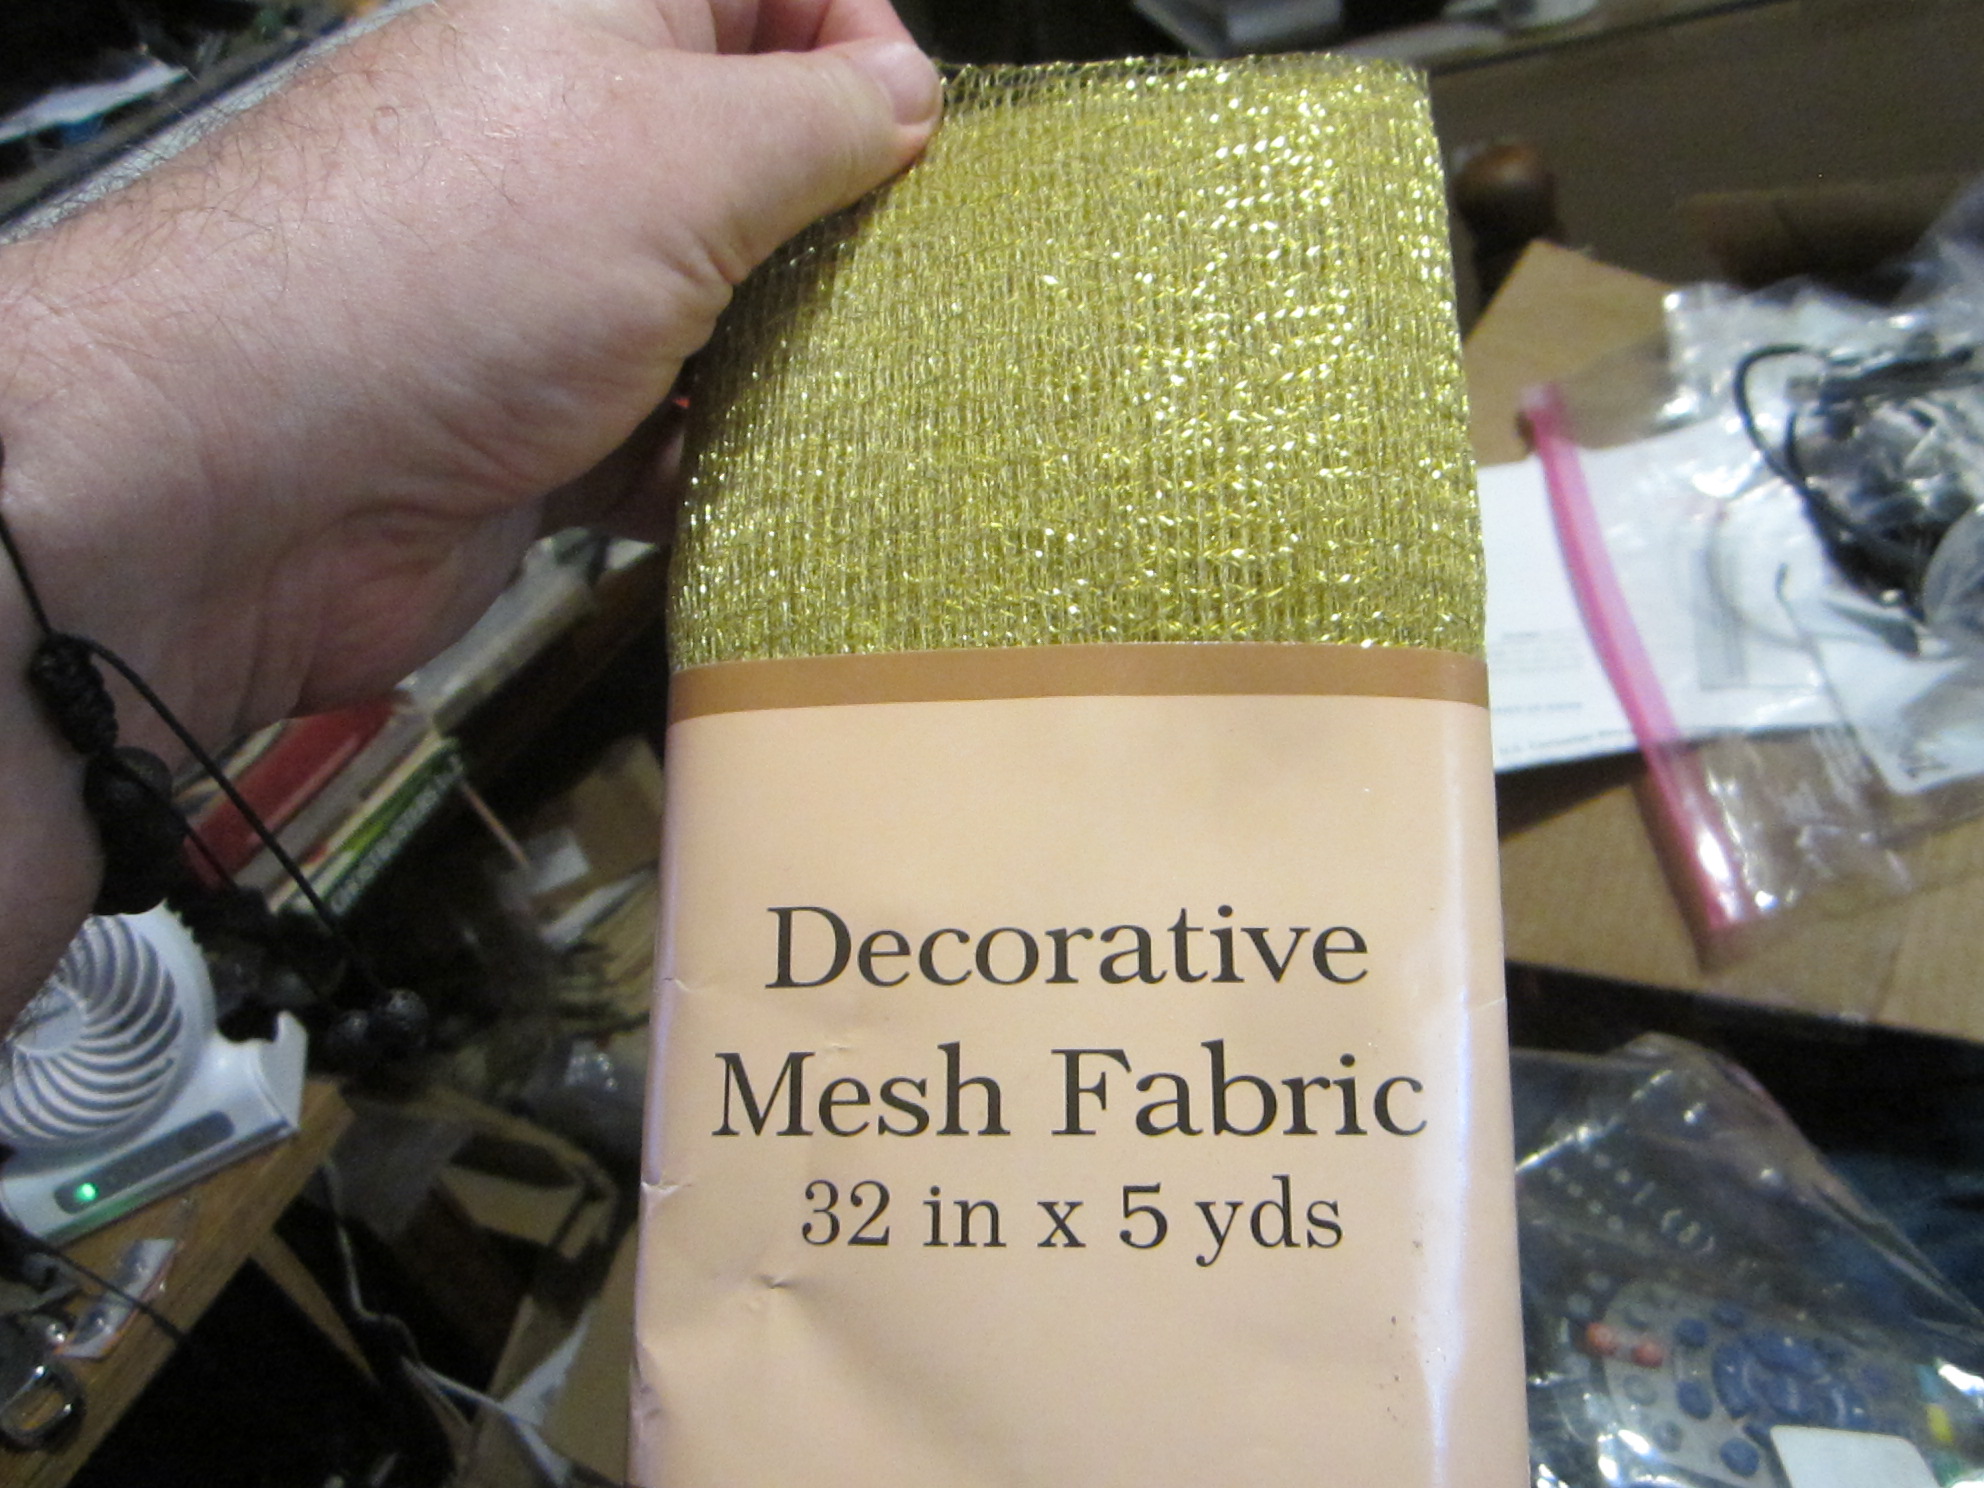 Decorative
Mesh Fabric
32 in x 5 yds